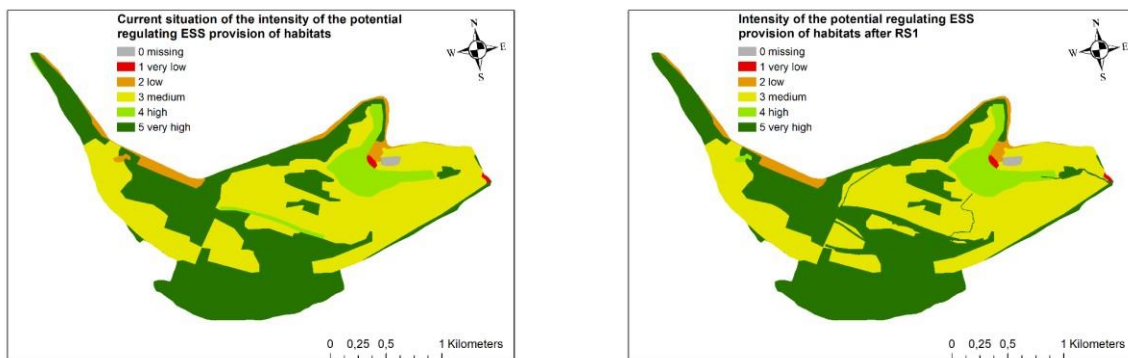 Current situation of the intensity of the potential
regulating ESS provision of habitats
0 missing
1 very low
2 low
3 medium
4 high
5 very high
N
W E
S
0 0,25 0,5 1 Kilometers
Intensity of the potential regulating ESS
provision of habitats after RS1
0 missing
1 very low
2 low
3 medium
4 high
5 very high
N
W E
S
0 0,25 0,5 1 Kilometers